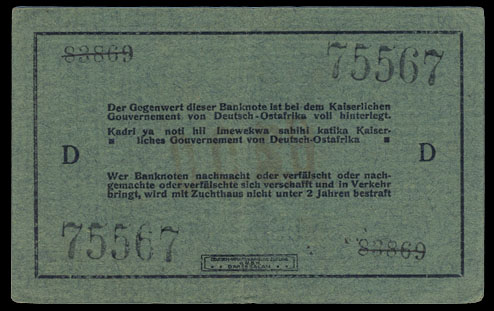 83869
75567
Der Gegenwert dieser Banknote ist bei dem Kaiserlichen
Gouvernement von Deutsch-Ostafrika voll hinterlegt.
Kadri ya noti hii imewekwa sahihi katika Kaiser-
liches Gouvernement von Deutsch-Ostafrika
D
D
Wer Banknoten nachmacht oder verfälscht oder nach-
gemachte oder verfälschte sich verschafft und in Verkehr
bringt, wird mit Zuchthaus nicht unter 2 Jahren bestraft
75567
83869
DARESSALAM